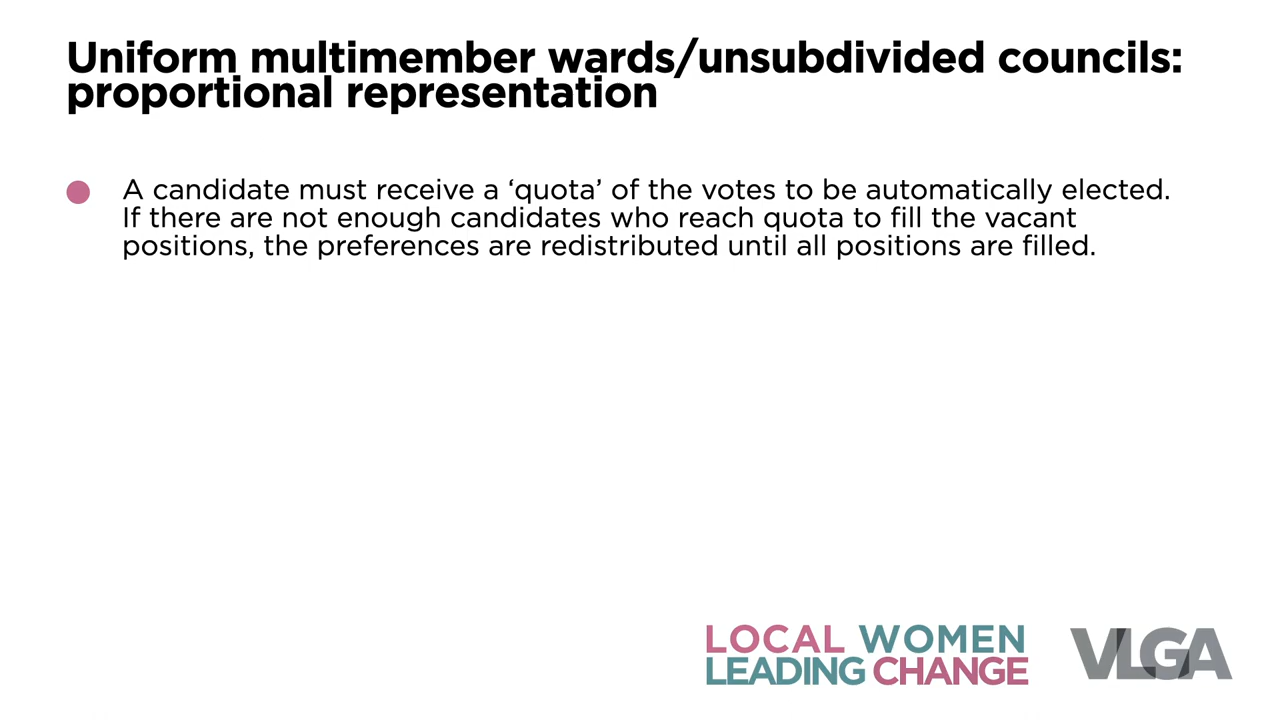 Uniform multimember wards/unsubdivided councils:
proportional representation
A candidate must receive a ‘quota’ of the votes to be automatically elected.
If there are not enough candidates who reach quota to fill the vacant
positions, the preferences are redistributed until all positions are filled.
LOCAL WOMEN
LEADING CHANGE
VLGA